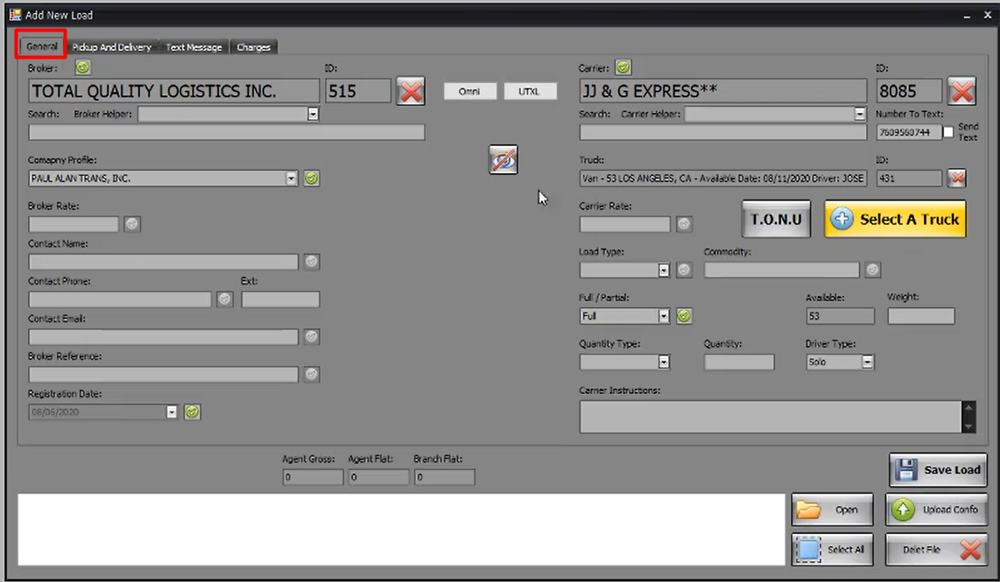 Add New Load
General Pickup And Delivery Text Message Charges
Broker: ID:
TOTAL QUALITY LOGISTICS INC. 515
Omni UTXL
Search: Broker Helper:
Comapny Profile:
PAUL ALAN TRANS, INC.
Broker Rate:
Contact Name:
Contact Phone: Ext:
Contact Email:
Broker Reference:
Registration Date:
08/06/2020
Carrier: ID:
JJ & G EXPRESS** 8085
Search: Carrier Helper: Number To Text:
7609560744 Send Text
Truck: ID:
Van - 53 LOS ANGELES, CA - Available Date: 08/11/2020 Driver: JOSE 431
Carrier Rate:
T.O.N.U Select A Truck
Load Type: Commodity:
Full / Partial: Available: Weight:
Full 53
Quantity Type: Quantity: Driver Type:
Solo
Carrier Instructions:
Agent Gross: Agent Flat: Branch Flat:
0 0 0
Save Load
Open Upload Confo
Select All Delet File